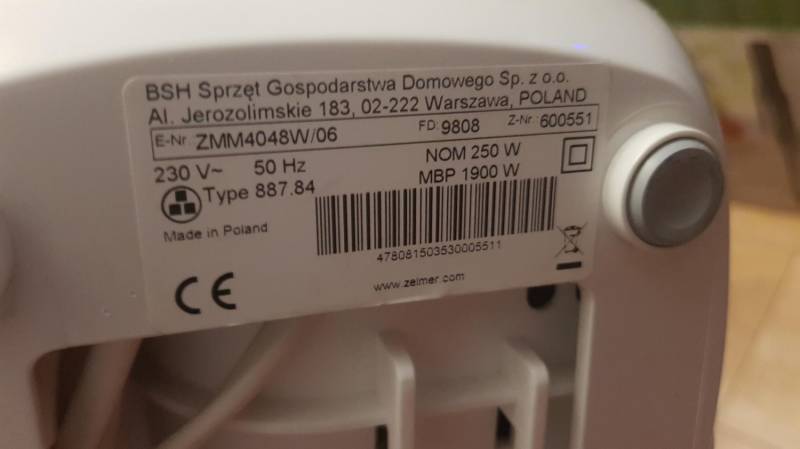 BSH Sprzęt Gospodarstwa Domowego Sp. z o.o.
Al. Jerozolimskie 183, 02-222 Warszawa, POLAND
E-Nr. ZMM4048W/06 FD: 9808 Z-Nr: 600551
230 V~ 50 Hz NOM 250 W
Type 887.84 MBP 1900 W
Made in Poland
478081503530005511
CE
www.zelmer.com